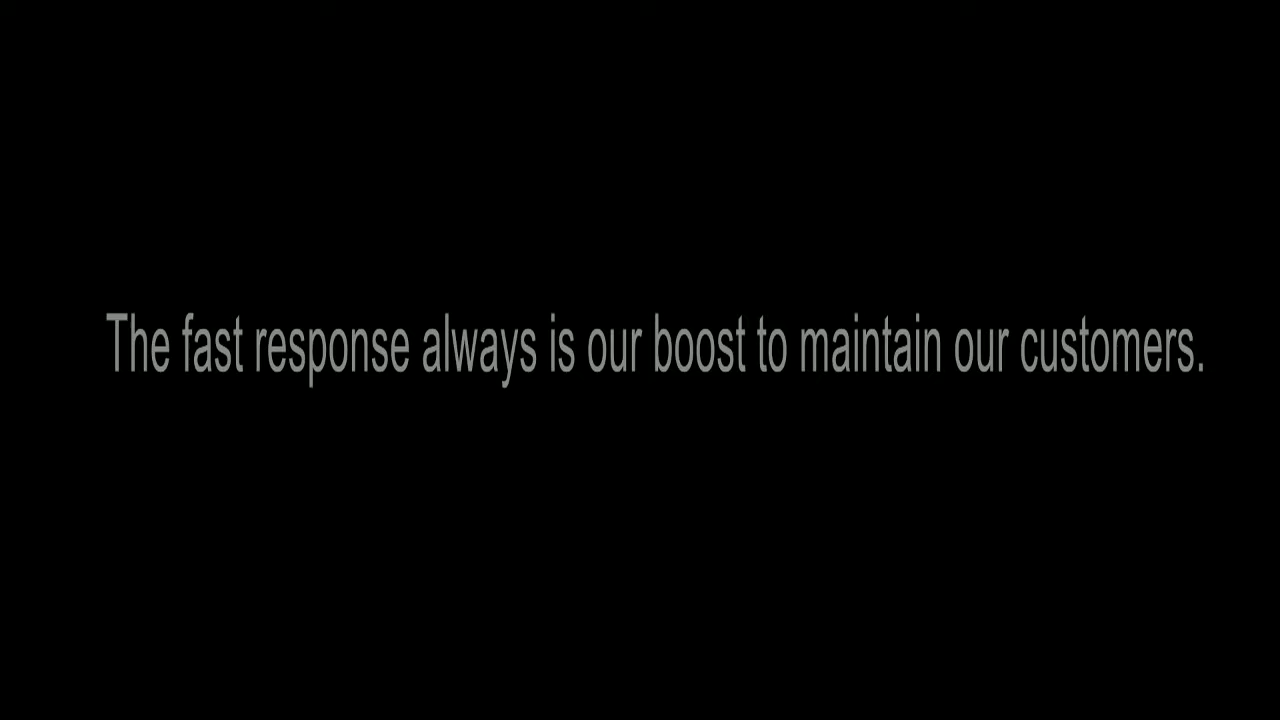 The fast response always is our boost to maintain our customers.